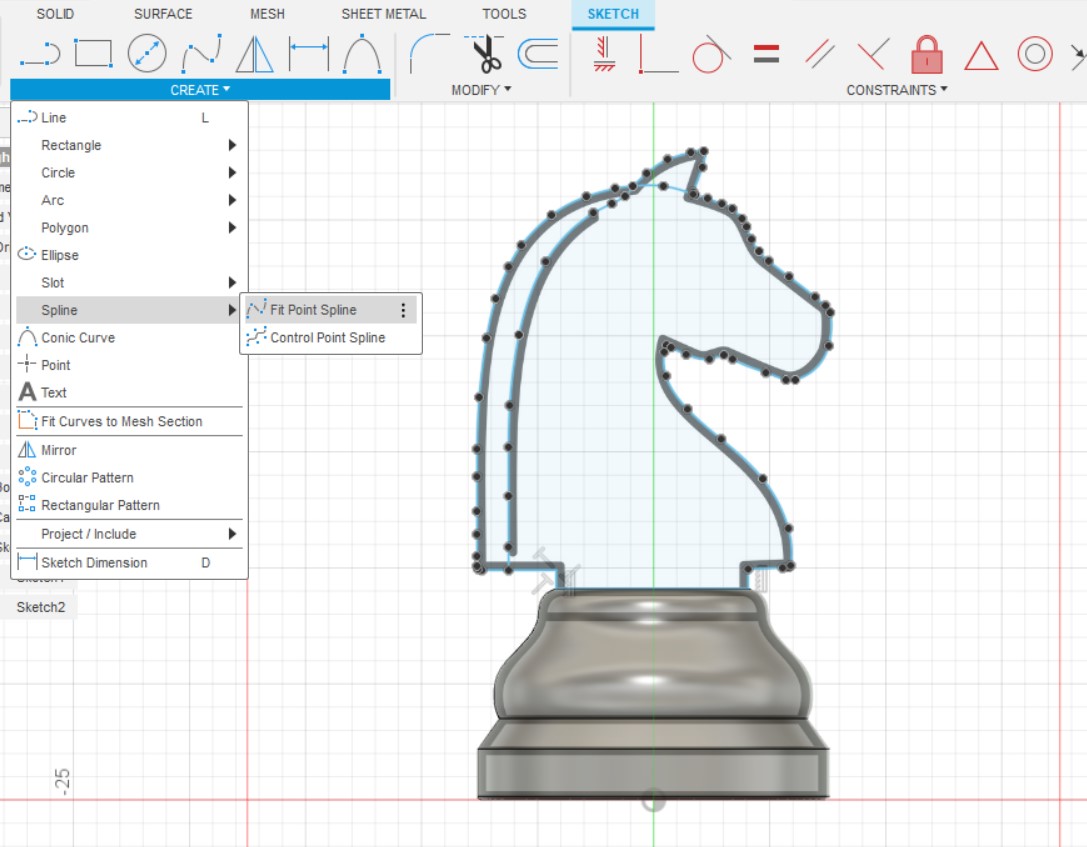 SOLID SURFACE MESH SHEET METAL TOOLS SKETCH
CREATE MODIFY CONSTRAINTS
Line L
Rectangle
Circle
Arc
Polygon
Ellipse
Slot
Spline
Fit Point Spline
Conic Curve
Control Point Spline
Point
A Text
Fit Curves to Mesh Section
Mirror
Circular Pattern
Rectangular Pattern
Project / Include
Sketch Dimension D
Sketch2
-25